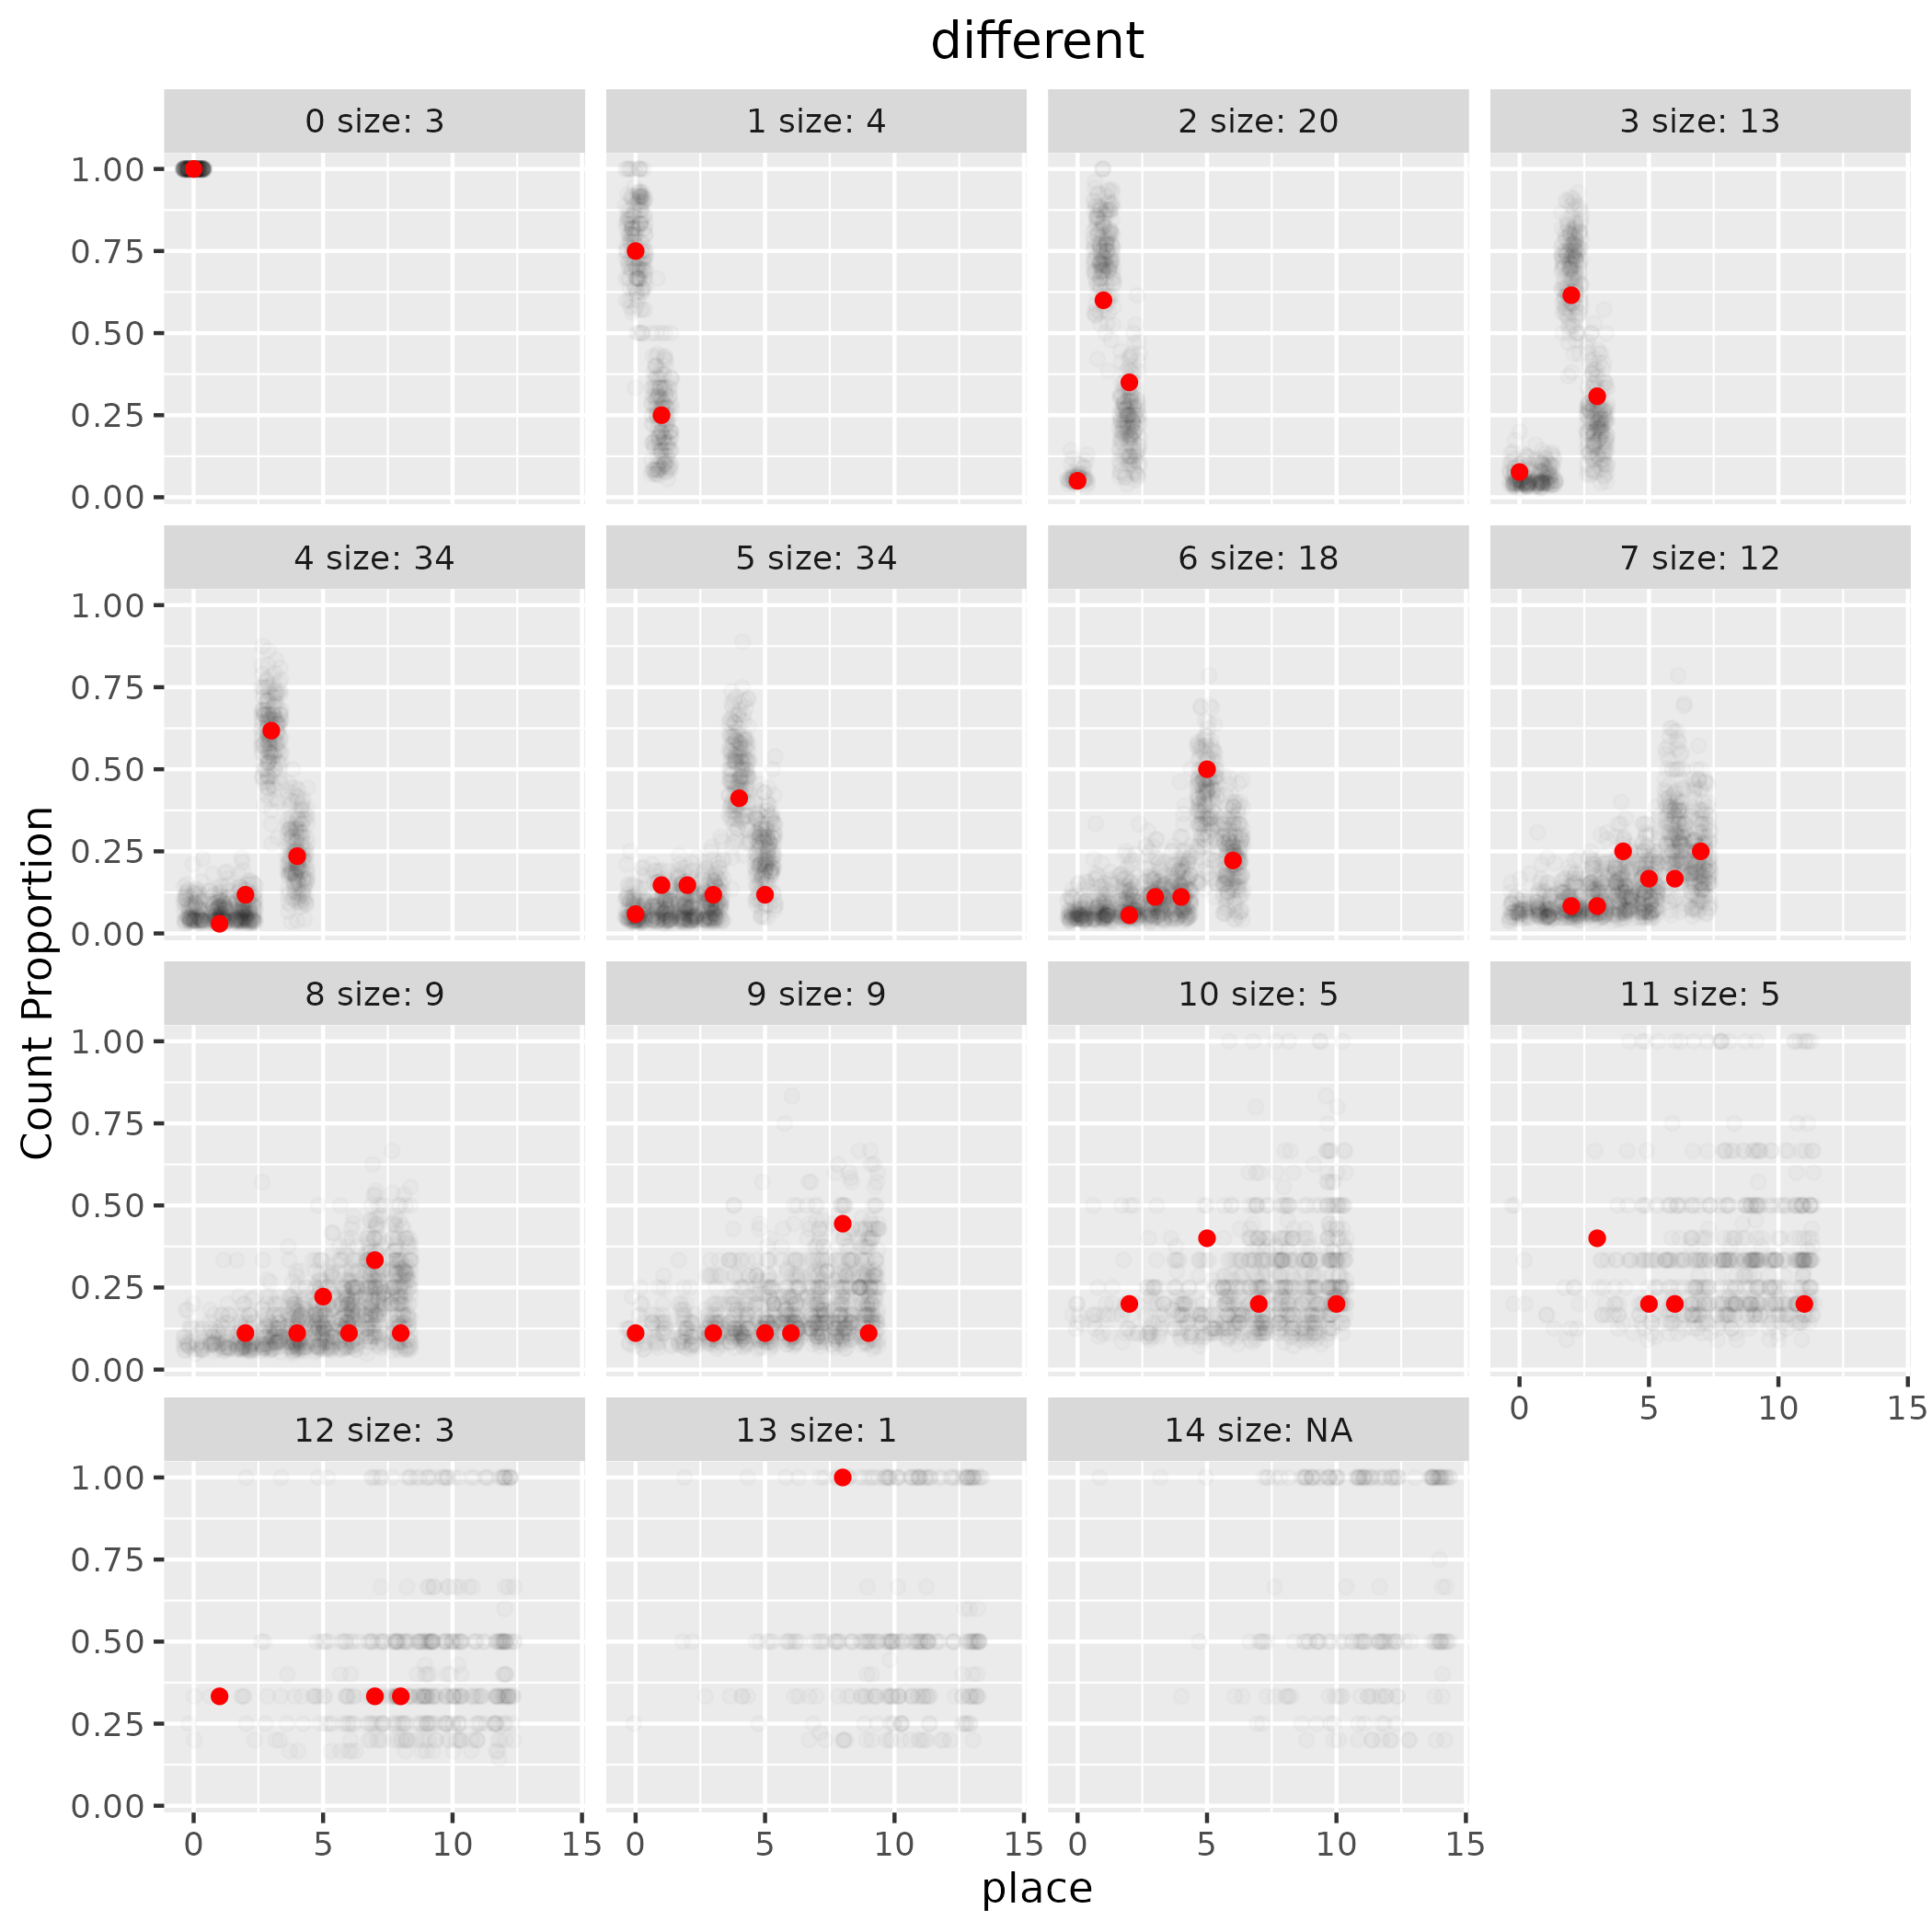 different
0 size: 3
1 size: 4
2 size: 20
3 size: 13
1.00
0.75
0.50
0.25
0.00
4 size: 34
5 size: 34
6 size: 18
7 size: 12
1.00
0.75
0.50
0.25
0.00
Count Proportion
8 size: 9
9 size: 9
10 size: 5
11 size: 5
1.00
0.75
0.50
0.25
0.00
0 5 10 15
12 size: 3
13 size: 1
14 size: NA
1.00
0.75
0.50
0.25
0.00
0 5 10 15
0 5 10 15
0 5 10 15
place